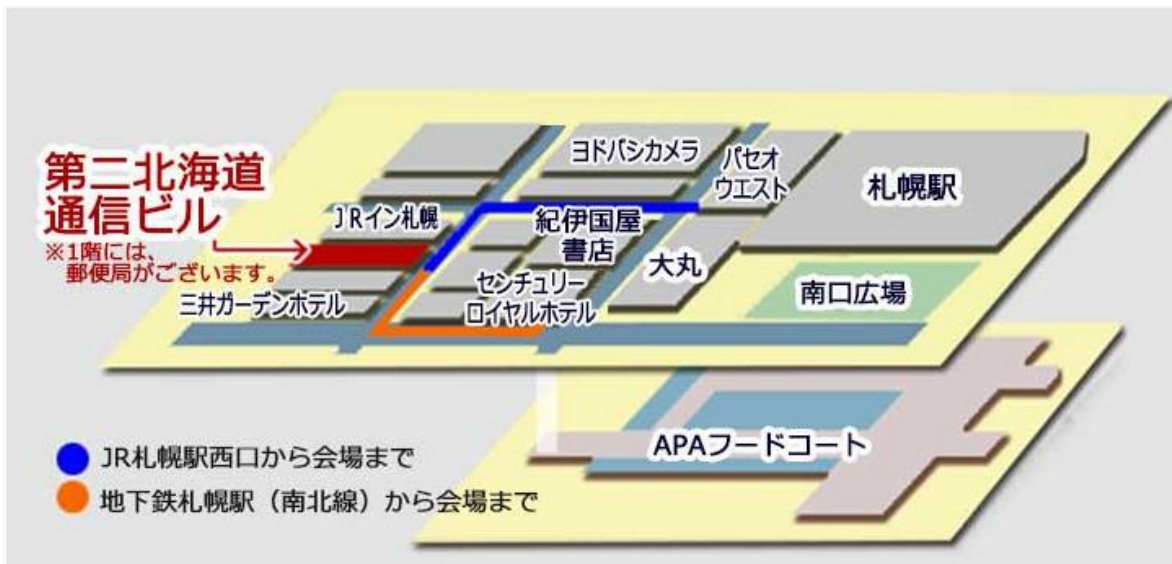 ヨドバシカメラ
パセオ
ウエスト
札幌駅
第二北海道
通信ビル
※1階には、
郵便局がございます。
JRイン札幌
紀伊国屋
書店
大丸
三井ガーデンホテル
センチュリー
ロイヤルホテル
南口広場
APAフードコート
JR札幌駅西口から会場まで
地下鉄札幌駅（南北線）から会場まで